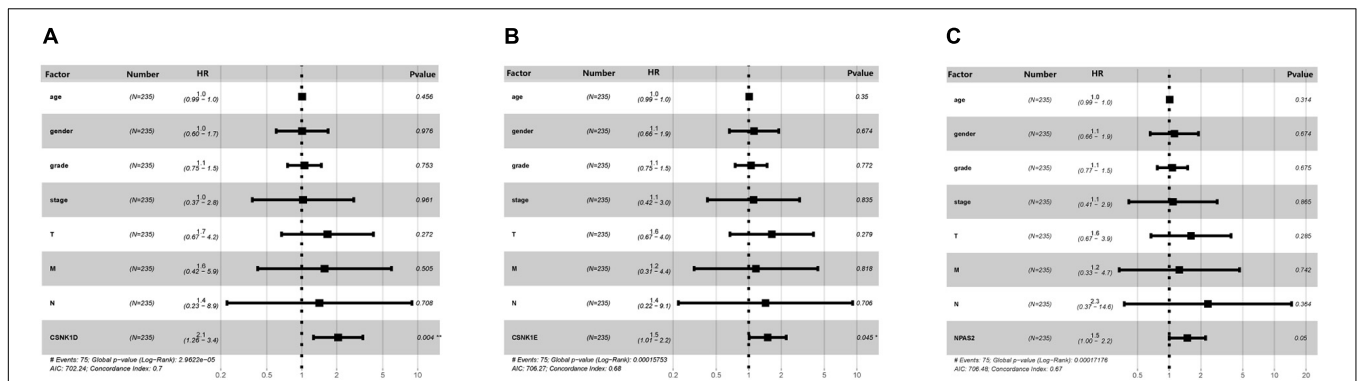 A
Factor Number HR Pvalue
age (N=235) 1.0 (0.99 − 1.0) 0.456
gender (N=235) 1.0 (0.60 − 1.7) 0.976
grade (N=235) 1.1 (0.75 − 1.5) 0.753
stage (N=235) 1.0 (0.37 − 2.8) 0.961
T (N=235) 1.7 (0.67 − 4.2) 0.272
M (N=235) 1.6 (0.42 − 5.9) 0.505
N (N=235) 1.4 (0.23 − 8.9) 0.708
CSNK1D (N=235) 2.1 (1.26 − 3.4) 0.004 **
# Events: 75; Global p−value (Log−Rank): 2.9622e−05
AIC: 702.24; Concordance Index: 0.7
0.2 0.5 1 2 5 10
B
Factor Number HR Pvalue
age (N=235) 1.0 (0.99 − 1.0) 0.35
gender (N=235) 1.1 (0.66 − 1.9) 0.674
grade (N=235) 1.1 (0.75 − 1.5) 0.772
stage (N=235) 1.1 (0.42 − 3.0) 0.835
T (N=235) 1.6 (0.67 − 4.0) 0.279
M (N=235) 1.2 (0.31 − 4.4) 0.818
N (N=235) 1.4 (0.22 − 9.1) 0.706
CSNK1E (N=235) 1.5 (1.01 − 2.2) 0.045 *
# Events: 75; Global p−value (Log−Rank): 0.00015753
AIC: 706.27; Concordance Index: 0.68
0.2 0.5 1 2 5 10
C
Factor Number HR Pvalue
age (N=235) 1.0 (0.99 − 1.0) 0.314
gender (N=235) 1.1 (0.66 − 1.9) 0.674
grade (N=235) 1.1 (0.77 − 1.5) 0.675
stage (N=235) 1.1 (0.41 − 2.9) 0.865
T (N=235) 1.6 (0.67 − 3.9) 0.285
M (N=235) 1.2 (0.33 − 4.7) 0.742
N (N=235) 2.3 (0.37 − 14.6) 0.364
NPAS2 (N=235) 1.5 (1.00 − 2.2) 0.05
# Events: 75; Global p−value (Log−Rank): 0.00017176
AIC: 706.48; Concordance Index: 0.67
0.5 1 5 10 20